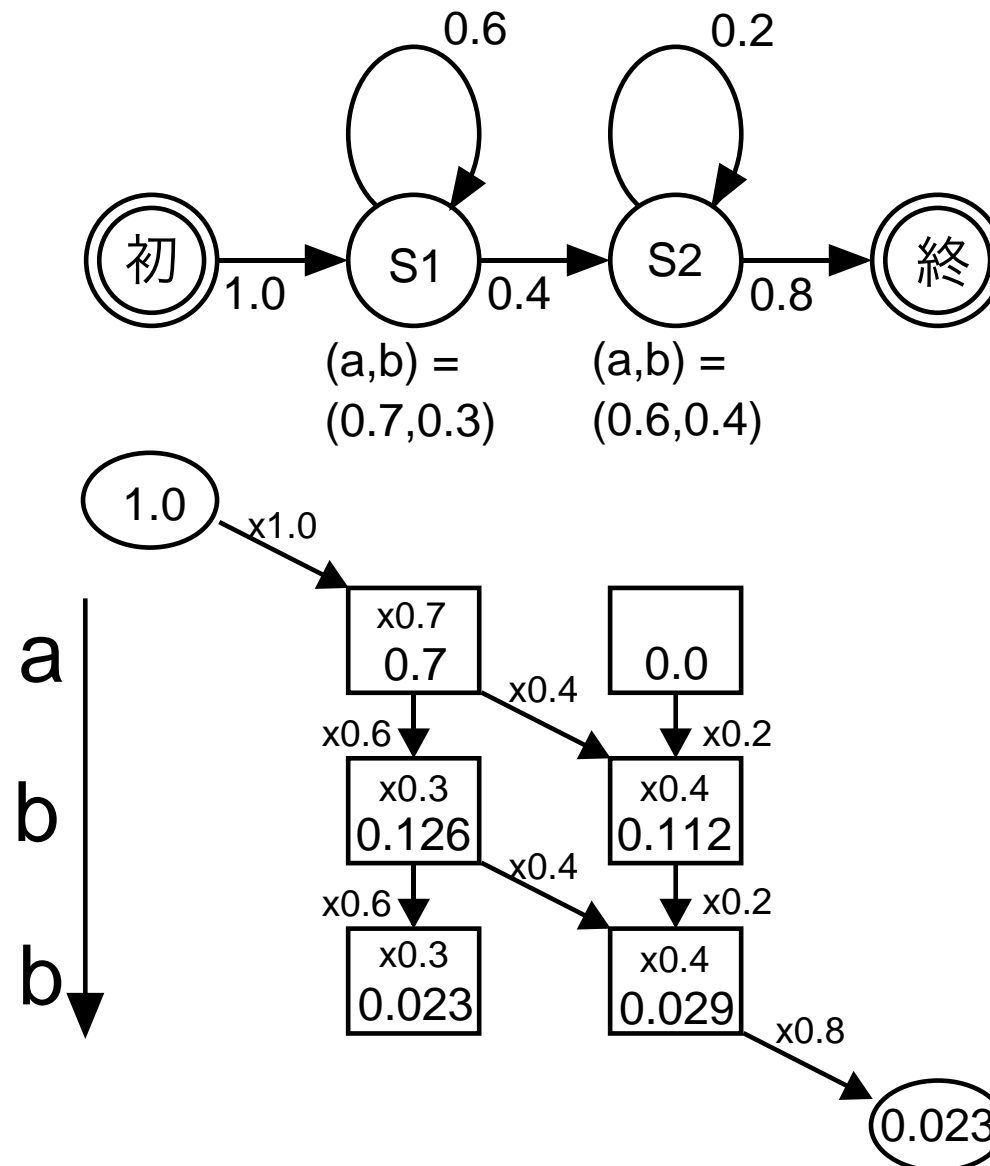 0.6
0.2
初
S1
S2
終
1.0
0.4
0.8
(a,b) =
(0.7,0.3)
(a,b) =
(0.6,0.4)
1.0
x1.0
a
x0.7
0.7
0.0
x0.4
x0.6
x0.2
b
x0.3
0.126
x0.4
0.112
x0.4
x0.6
x0.2
b
x0.3
0.023
x0.4
0.029
x0.8
0.023